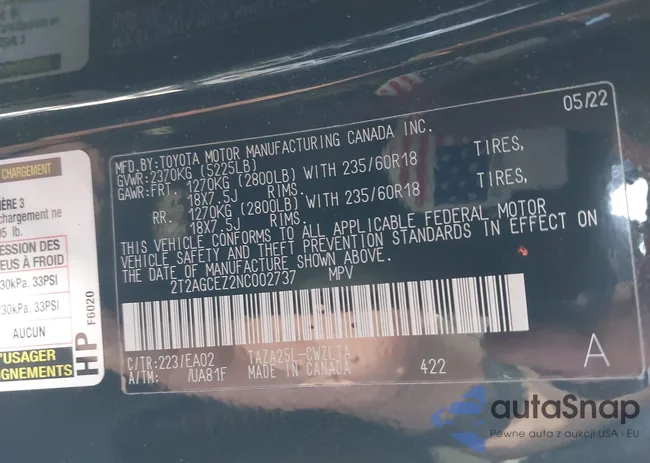 05/22
MFD.BY:TOYOTA MOTOR MANUFACTURING CANADA INC.
GVWR:2370KG (5225LB)
GAWR:FRT. 1270KG (2800LB) WITH 235/60R18 TIRES,
18X7.5J RIMS.
RR. 1270KG (2800LB) WITH 235/60R18 TIRES,
18X7.5J RIMS.
THIS VEHICLE CONFORMS TO ALL APPLICABLE FEDERAL MOTOR
VEHICLE SAFETY AND THEFT PREVENTION STANDARDS IN EFFECT ON
THE DATE OF MANUFACTURE SHOWN ABOVE.
2T2AGCEZ2NC002737 MPV
C/TR:223/EA02 TAZA25L-CWZLTA
A/TM: /UA81F MADE IN CANADA 422 A
CHARGEMENT
IÈRE 3
chargement ne
5 lb.
ESSION DES
EUS À FROID
30kPa, 33PSI
230kPa, 33PSI
AUCUN
L'USAGER
IGNEMENTS
HP
F6020
autaSnap
Pewne auta z aukcji USA i EU